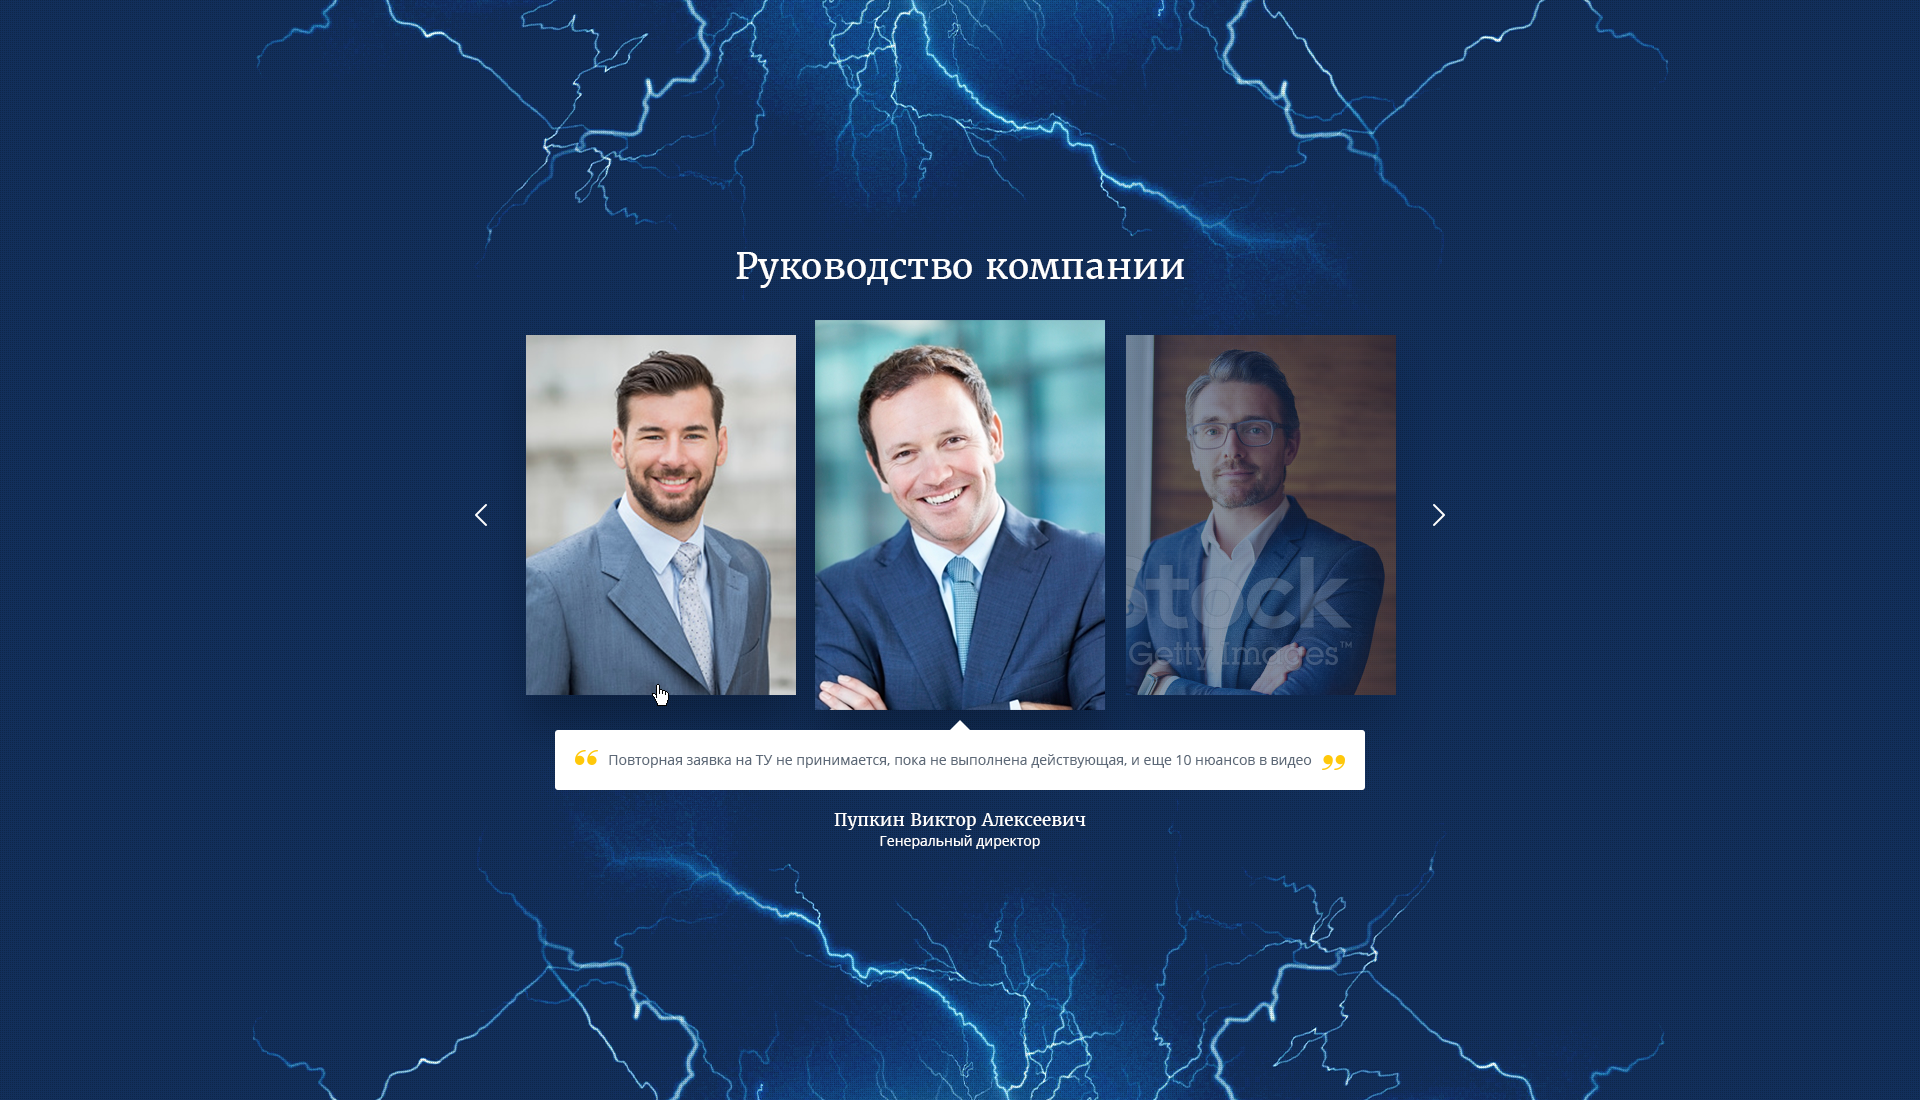 Руководство компании
Stock
Getty Images™
“ Повторная заявка на ТУ не принимается, пока не выполнена действующая, и еще 10 нюансов в видео ”
Пупкин Виктор Алексеевич
Генеральный директор